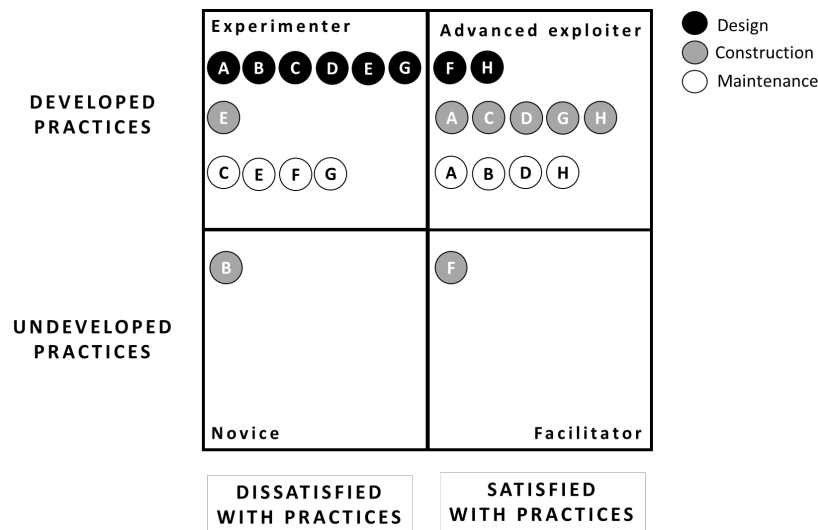 Experimenter
Advanced exploiter
Design
Construction
Maintenance
DEVELOPED
PRACTICES
A B C D E G
F H
E
A C D G H
C E F G
A B D H
B
F
UNDEVELOPED
PRACTICES
Novice
Facilitator
DISSATISFIED
WITH PRACTICES
SATISFIED
WITH PRACTICES